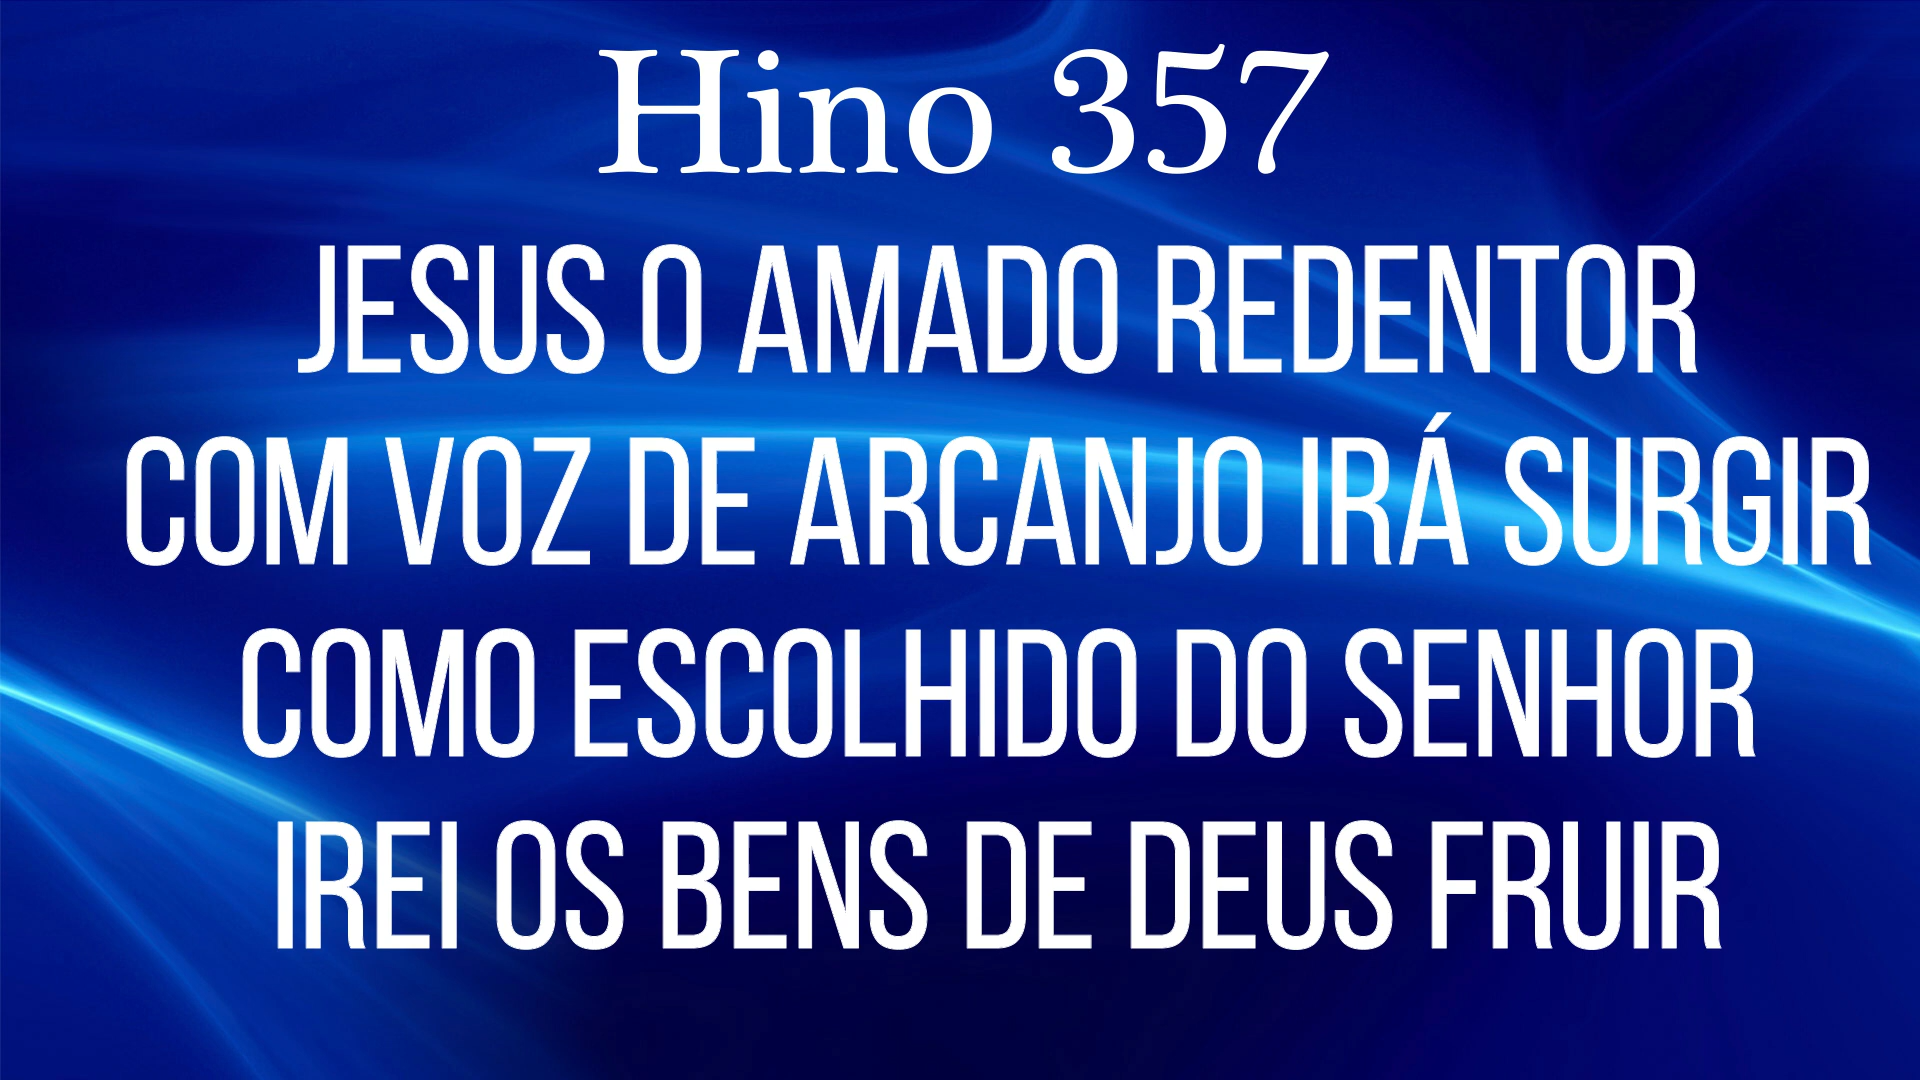 Hino 357
JESUS O AMADO REDENTOR
COM VOZ DE ARCANJO IRÁ SURGIR
COMO ESCOLHIDO DO SENHOR
IREI OS BENS DE DEUS FRUIR